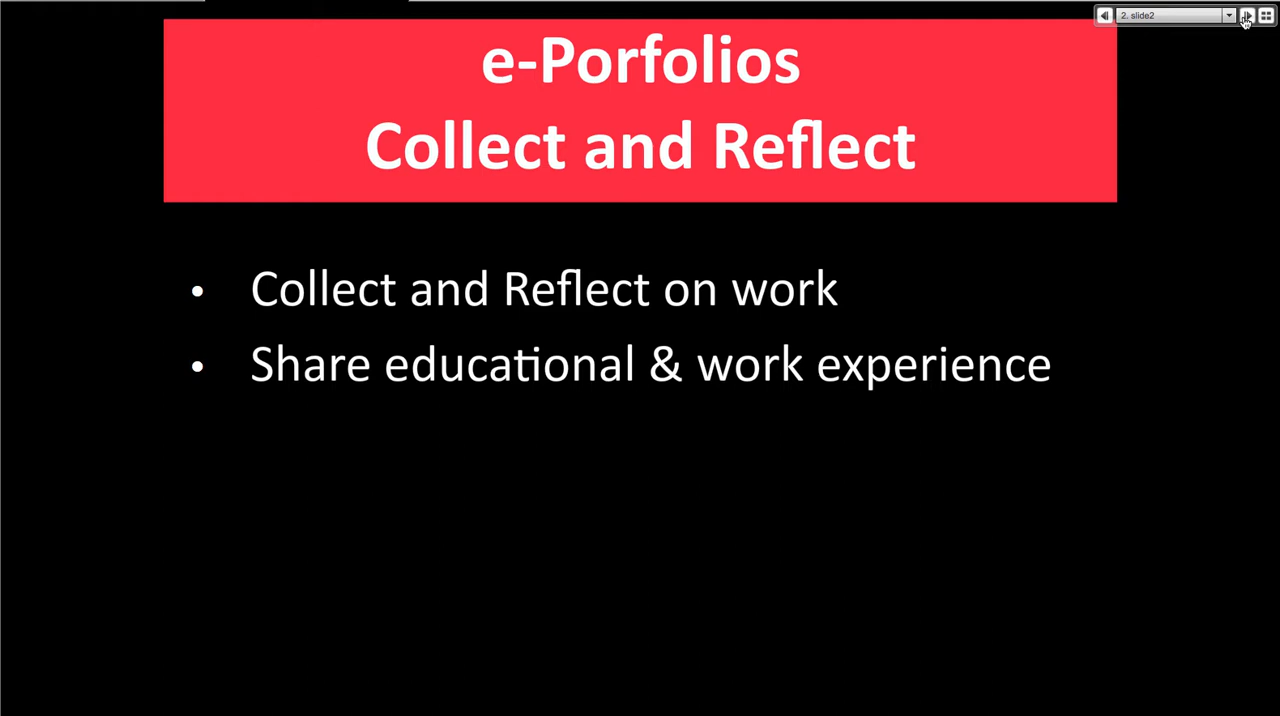 2. slide2
e-Porfolios
Collect and Reflect
• Collect and Reflect on work
• Share educational & work experience